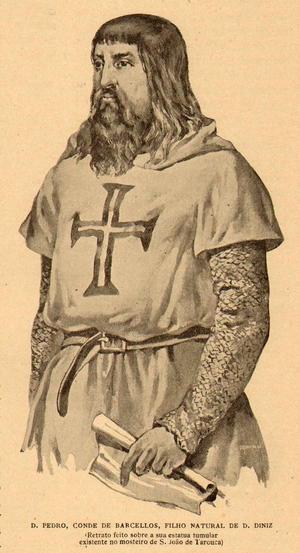 D. PEDRO, CONDE DE BARCELLOS, FILHO NATURAL DE D. DINIZ
(Retrato feito sobre a sua estatua tumular
existente no mosteiro de S. João de Tarouca)